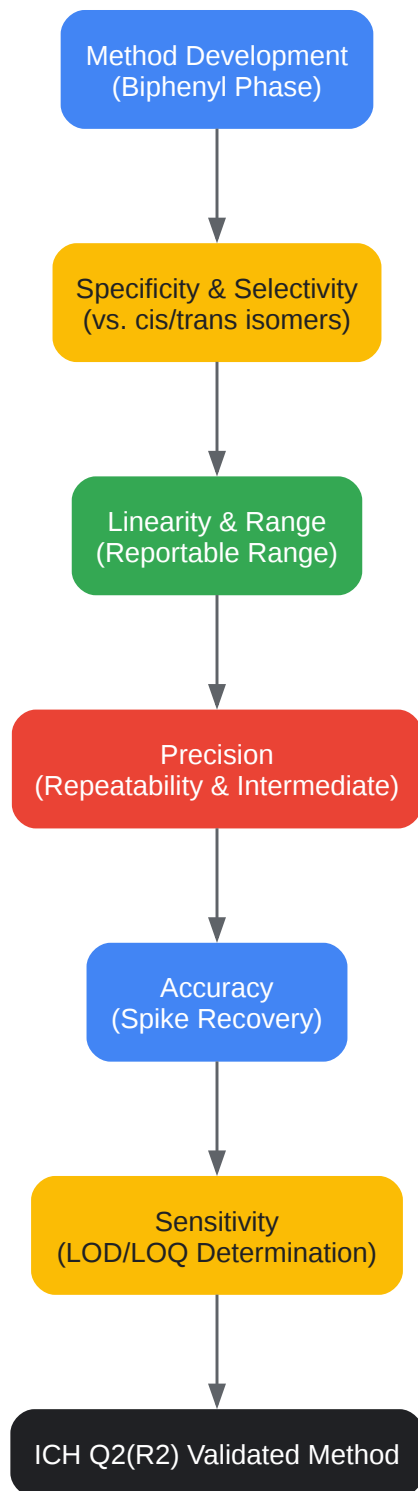 Method Development
(Biphenyl Phase)
Specificity & Selectivity
(vs. cis/trans isomers)
Linearity & Range
(Reportable Range)
Precision
(Repeatability & Intermediate)
Accuracy
(Spike Recovery)
Sensitivity
(LOD/LOQ Determination)
ICH Q2(R2) Validated Method